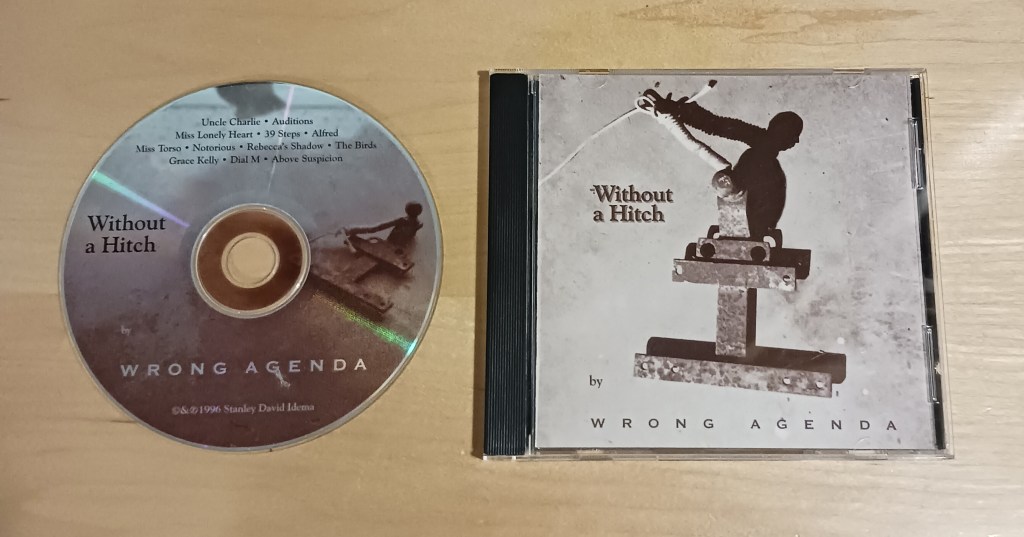 Uncle Charlie • Auditions
Miss Lonely Heart • 39 Steps • Alfred
Miss Torso • Notorious • Rebecca's Shadow • The Birds
Grace Kelly • Dial M • Above Suspicion
Without
a Hitch
by
WRONG AGENDA
©&℗1996 Stanley David Idema
Without
a Hitch
by
WRONG AGENDA